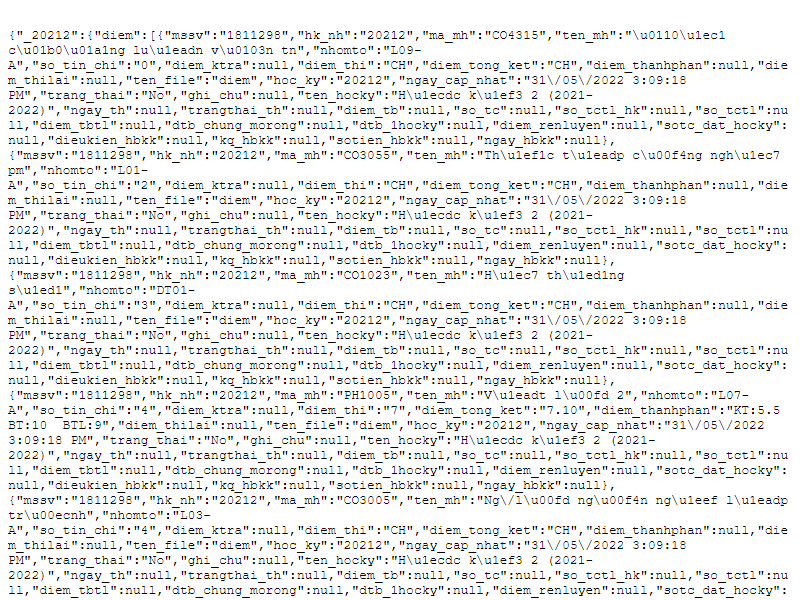 {"_20212":{"diem":[{"mssv":"1811298","hk_nh":"20212","ma_mh":"CO4315","ten_mh":"\u0110\u1ec1
c\u01b0\u01a1ng lu\u1eadn v\u0103n tn","nhomto":"L09-
A","so_tin_chi":"0","diem_ktra":null,"diem_thi":"CH","diem_tong_ket":"CH","diem_thanhphan":null,"die
m_thilai":null,"ten_file":"diem","hoc_ky":"20212","ngay_cap_nhat":"31\/05\/2022 3:09:18
PM","trang_thai":"No","ghi_chu":null,"ten_hocky":"H\u1ecdc k\u1ef3 2 (2021-
2022)","ngay_th":null,"trangthai_th":null,"diem_tb":null,"so_tc":null,"so_tctl_hk":null,"so_tctl":nu
ll,"diem_tbtl":null,"dtb_chung_morong":null,"dtb_1hocky":null,"diem_renluyen":null,"sotc_dat_hocky":
null,"dieukien_hbkk":null,"kq_hbkk":null,"sotien_hbkk":null,"ngay_hbkk":null},
{"mssv":"1811298","hk_nh":"20212","ma_mh":"CO3055","ten_mh":"Th\u1ef1c t\u1eadp c\u00f4ng ngh\u1ec7
pm","nhomto":"L01-
A","so_tin_chi":"2","diem_ktra":null,"diem_thi":"CH","diem_tong_ket":"CH","diem_thanhphan":null,"die
m_thilai":null,"ten_file":"diem","hoc_ky":"20212","ngay_cap_nhat":"31\/05\/2022 3:09:18
PM","trang_thai":"No","ghi_chu":null,"ten_hocky":"H\u1ecdc k\u1ef3 2 (2021-
2022)","ngay_th":null,"trangthai_th":null,"diem_tb":null,"so_tc":null,"so_tctl_hk":null,"so_tctl":nu
ll,"diem_tbtl":null,"dtb_chung_morong":null,"dtb_1hocky":null,"diem_renluyen":null,"sotc_dat_hocky":
null,"dieukien_hbkk":null,"kq_hbkk":null,"sotien_hbkk":null,"ngay_hbkk":null},
{"mssv":"1811298","hk_nh":"20212","ma_mh":"CO1023","ten_mh":"H\u1ec7 th\u1ed1ng
s\u1ed1","nhomto":"DT01-
A","so_tin_chi":"3","diem_ktra":null,"diem_thi":"CH","diem_tong_ket":"CH","diem_thanhphan":null,"die
m_thilai":null,"ten_file":"diem","hoc_ky":"20212","ngay_cap_nhat":"31\/05\/2022 3:09:18
PM","trang_thai":"No","ghi_chu":null,"ten_hocky":"H\u1ecdc k\u1ef3 2 (2021-
2022)","ngay_th":null,"trangthai_th":null,"diem_tb":null,"so_tc":null,"so_tctl_hk":null,"so_tctl":nu
ll,"diem_tbtl":null,"dtb_chung_morong":null,"dtb_1hocky":null,"diem_renluyen":null,"sotc_dat_hocky":
null,"dieukien_hbkk":null,"kq_hbkk":null,"sotien_hbkk":null,"ngay_hbkk":null},
{"mssv":"1811298","hk_nh":"20212","ma_mh":"PH1005","ten_mh":"V\u1eadt l\u00fd 2","nhomto":"L07-
A","so_tin_chi":"4","diem_ktra":null,"diem_thi":"7","diem_tong_ket":"7.10","diem_thanhphan":"KT:5.5
BT:10  BTL:9","diem_thilai":null,"ten_file":"diem","hoc_ky":"20212","ngay_cap_nhat":"31\/05\/2022
3:09:18 PM","trang_thai":"No","ghi_chu":null,"ten_hocky":"H\u1ecdc k\u1ef3 2 (2021-
2022)","ngay_th":null,"trangthai_th":null,"diem_tb":null,"so_tc":null,"so_tctl_hk":null,"so_tctl":nu
ll,"diem_tbtl":null,"dtb_chung_morong":null,"dtb_1hocky":null,"diem_renluyen":null,"sotc_dat_hocky":
null,"dieukien_hbkk":null,"kq_hbkk":null,"sotien_hbkk":null,"ngay_hbkk":null},
{"mssv":"1811298","hk_nh":"20212","ma_mh":"CO3005","ten_mh":"Ng\/l\u00fd ng\u00f4n ng\u1eef l\u1eadp
tr\u00ecnh","nhomto":"L03-
A","so_tin_chi":"4","diem_ktra":null,"diem_thi":"CH","diem_tong_ket":"CH","diem_thanhphan":null,"die
m_thilai":null,"ten_file":"diem","hoc_ky":"20212","ngay_cap_nhat":"31\/05\/2022 3:09:18
PM","trang_thai":"No","ghi_chu":null,"ten_hocky":"H\u1ecdc k\u1ef3 2 (2021-
2022)","ngay_th":null,"trangthai_th":null,"diem_tb":null,"so_tc":null,"so_tctl_hk":null,"so_tctl":nu
ll,"diem_tbtl":null,"dtb_chung_morong":null,"dtb_1hocky":null,"diem_renluyen":null,"sotc_dat_hocky":